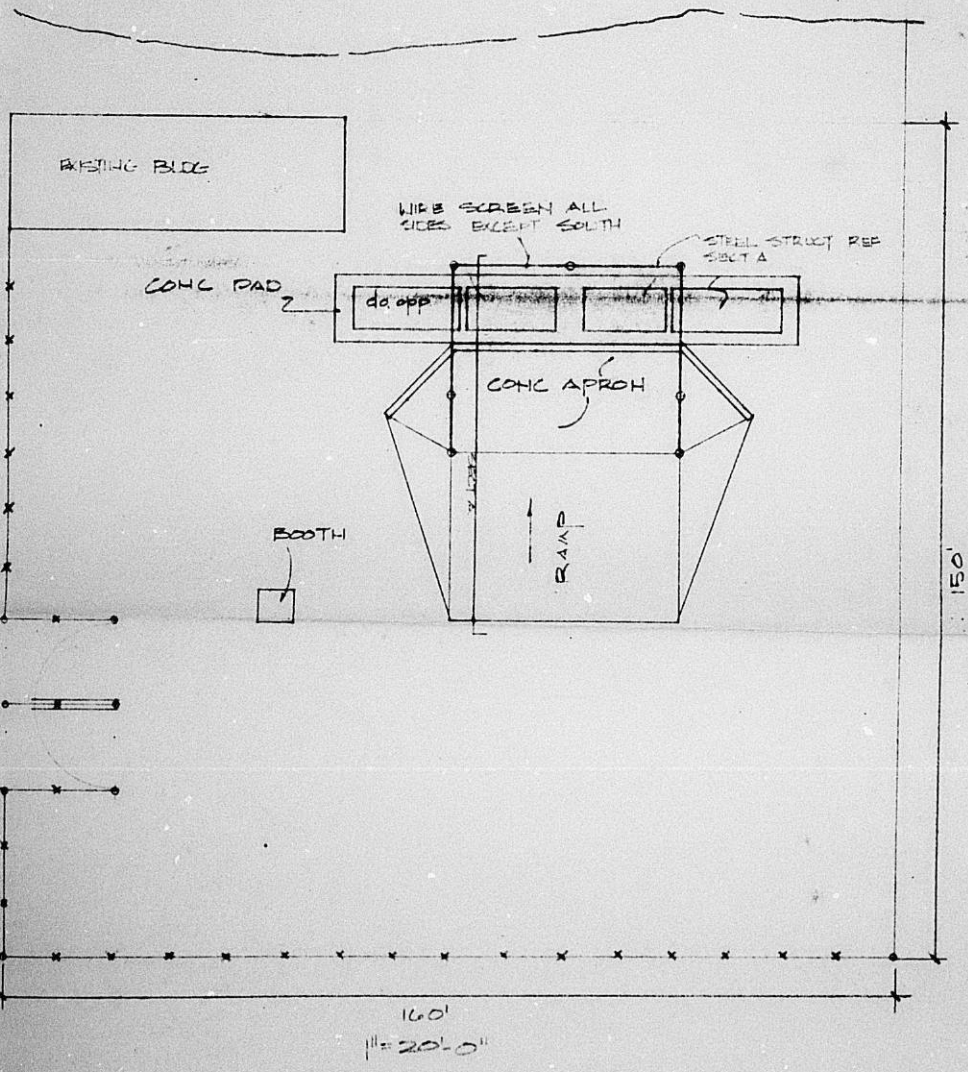 EXISTING BLDG
WIRE SCREEN ALL
SIDES EXCEPT SOUTH
STEEL STRUCT REF
SECT A
CONC PAD
do opp
CONC APRON
RAMP
BOOTH
150'
160'
1"=20'-0"